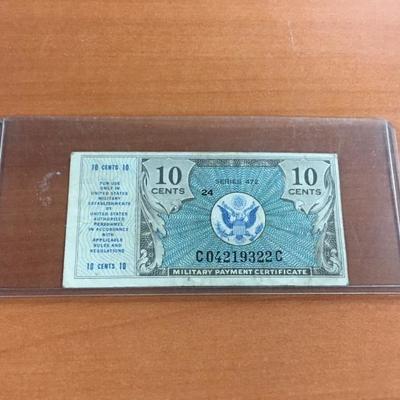 10 CENTS 10
FOR USE
ONLY IN
UNITED STATES
MILITARY
ESTABLISHMENTS
BY
UNITED STATES
AUTHORIZED
PERSONNEL
IN ACCORDANCE
WITH
APPLICABLE
RULES AND
REGULATIONS
10 CENTS 10
SERIES 472
10
CENTS
24
10
CENTS
C04219322C
MILITARY PAYMENT CERTIFICATE